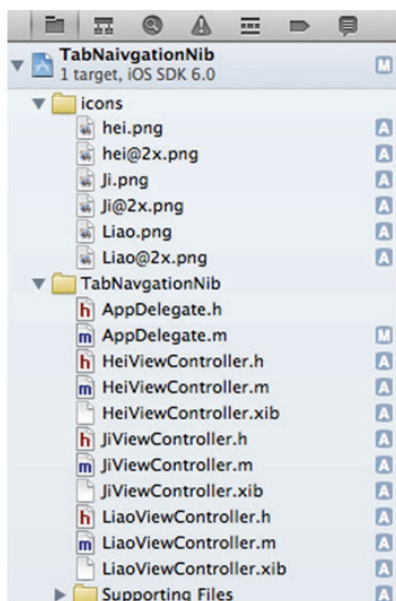 TabNaivgationNib M
1 target, iOS SDK 6.0
icons
hei.png A
hei@2x.png A
Ji.png A
Ji@2x.png A
Liao.png A
Liao@2x.png A
TabNavgationNib
h AppDelegate.h
m AppDelegate.m M
h HeiViewController.h A
m HeiViewController.m A
HeiViewController.xib A
h JiViewController.h A
m JiViewController.m A
JiViewController.xib A
h LiaoViewController.h A
m LiaoViewController.m A
LiaoViewController.xib A
Supporting Files A